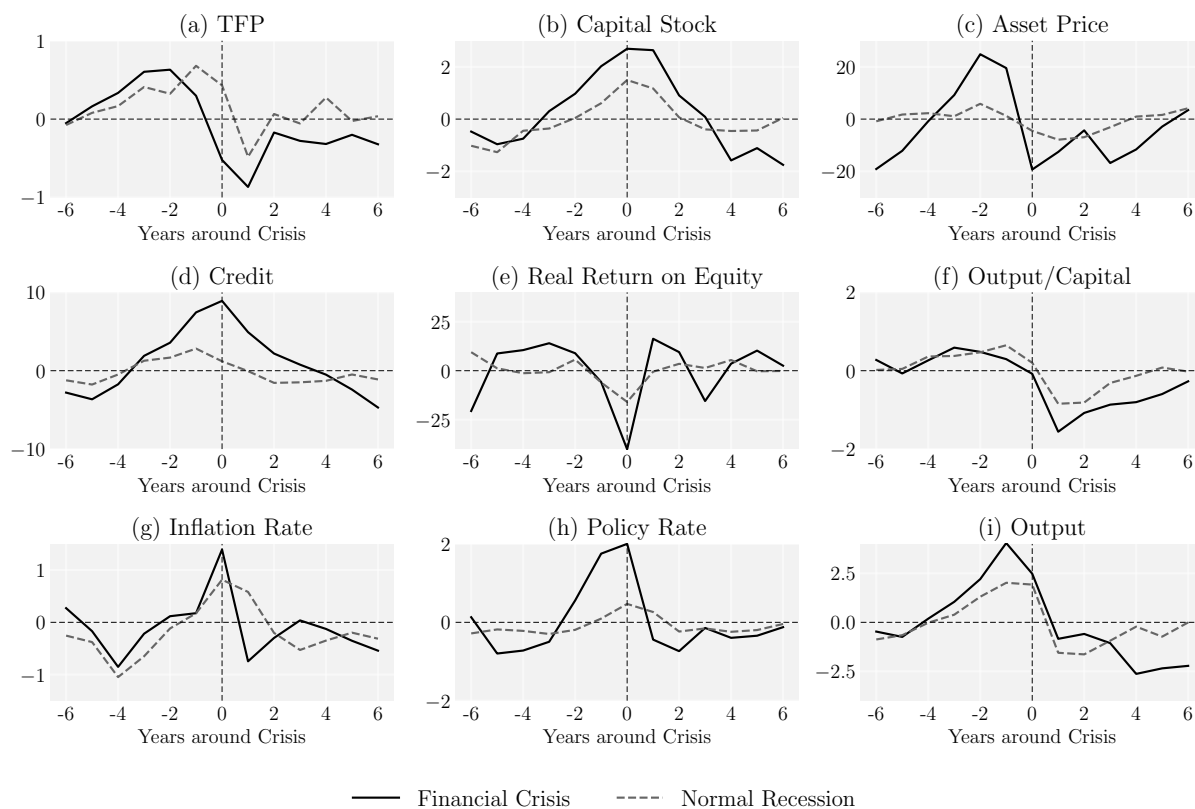 (a) TFP
1
0
−1
-6 -4 -2 0 2 4 6
Years around Crisis
(b) Capital Stock
2
0
−2
-6 -4 -2 0 2 4 6
Years around Crisis
(c) Asset Price
20
0
−20
-6 -4 -2 0 2 4 6
Years around Crisis
(d) Credit
10
0
−10
-6 -4 -2 0 2 4 6
Years around Crisis
(e) Real Return on Equity
25
0
−25
-6 -4 -2 0 2 4 6
Years around Crisis
(f) Output/Capital
2
0
−2
-6 -4 -2 0 2 4 6
Years around Crisis
(g) Inflation Rate
1
0
−1
-6 -4 -2 0 2 4 6
Years around Crisis
(h) Policy Rate
2
0
−2
-6 -4 -2 0 2 4 6
Years around Crisis
(i) Output
2.5
0.0
−2.5
-6 -4 -2 0 2 4 6
Years around Crisis
Financial Crisis Normal Recession